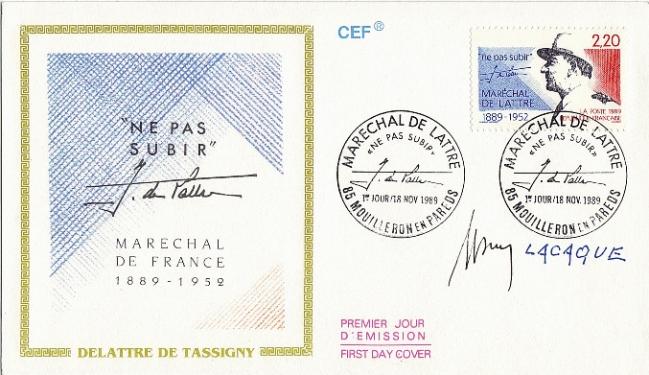 "NE PAS
SUBIR"
MARECHAL
DE FRANCE
1889-1952
DELATTRE DE TASSIGNY
CEF®
"ne pas subir"
2,20
MARÉCHAL
DE LATTRE
1889-1952
LA POSTE 1989
RÉPUBLIQUE FRANÇAISE
MARECHAL DE LATTRE
«NE PAS SUBIR»
1ER JOUR/18 NOV. 1989
85 MOUILLERON EN PAREDS
MARECHAL DE LATTRE
«NE PAS SUBIR»
1ER JOUR/18 NOV. 1989
85 MOUILLERON EN PAREDS
LACAQUE
PREMIER JOUR
D'EMISSION
FIRST DAY COVER